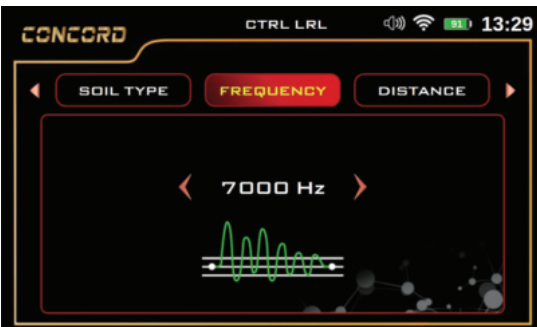 CONCORD
CTRL LRL
91
13:29
SOIL TYPE
FREQUENCY
DISTANCE
7000 Hz